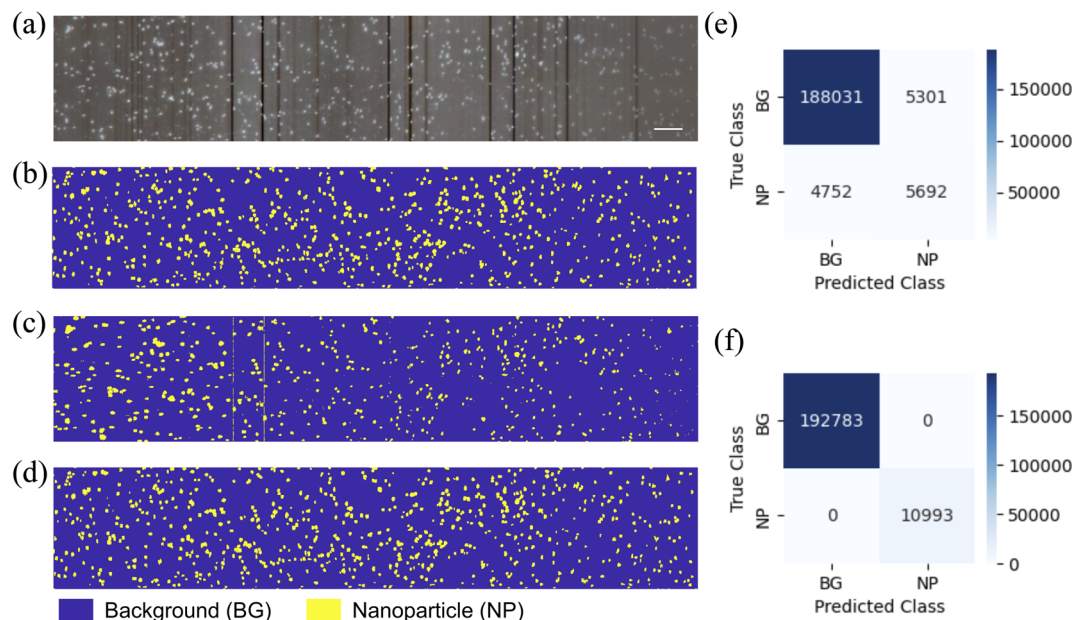 (a)
(b)
(c)
(d)
Background (BG)
Nanoparticle (NP)
(e)
True Class
BG
NP
188031
5301
4752
5692
BG
NP
Predicted Class
150000
100000
50000
(f)
True Class
BG
NP
192783
0
0
10993
BG
NP
Predicted Class
150000
100000
50000
0